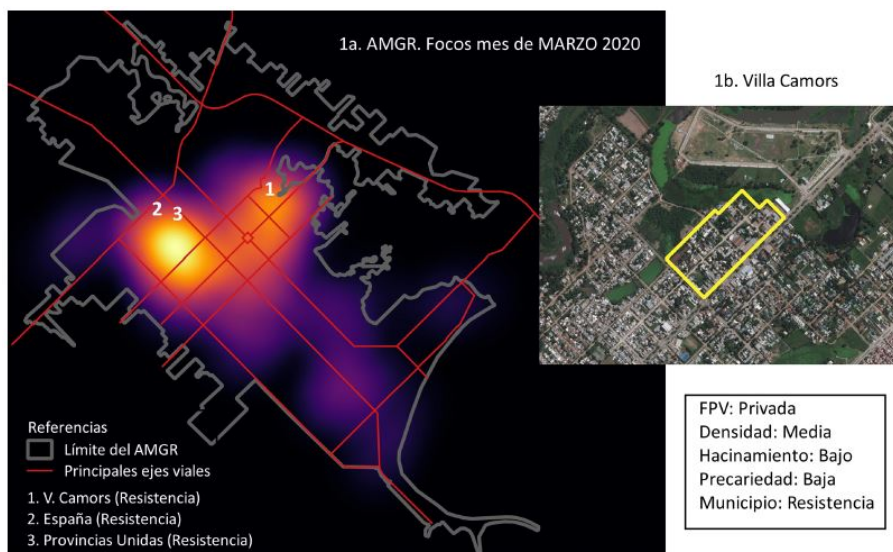 1a. AMGR. Focos mes de MARZO 2020
1b. Villa Camors
1
2
3
Referencias
Límite del AMGR
Principales ejes viales
1. V. Camors (Resistencia)
2. España (Resistencia)
3. Provincias Unidas (Resistencia)
FPV: Privada
Densidad: Media
Hacinamiento: Bajo
Precariedad: Baja
Municipio: Resistencia